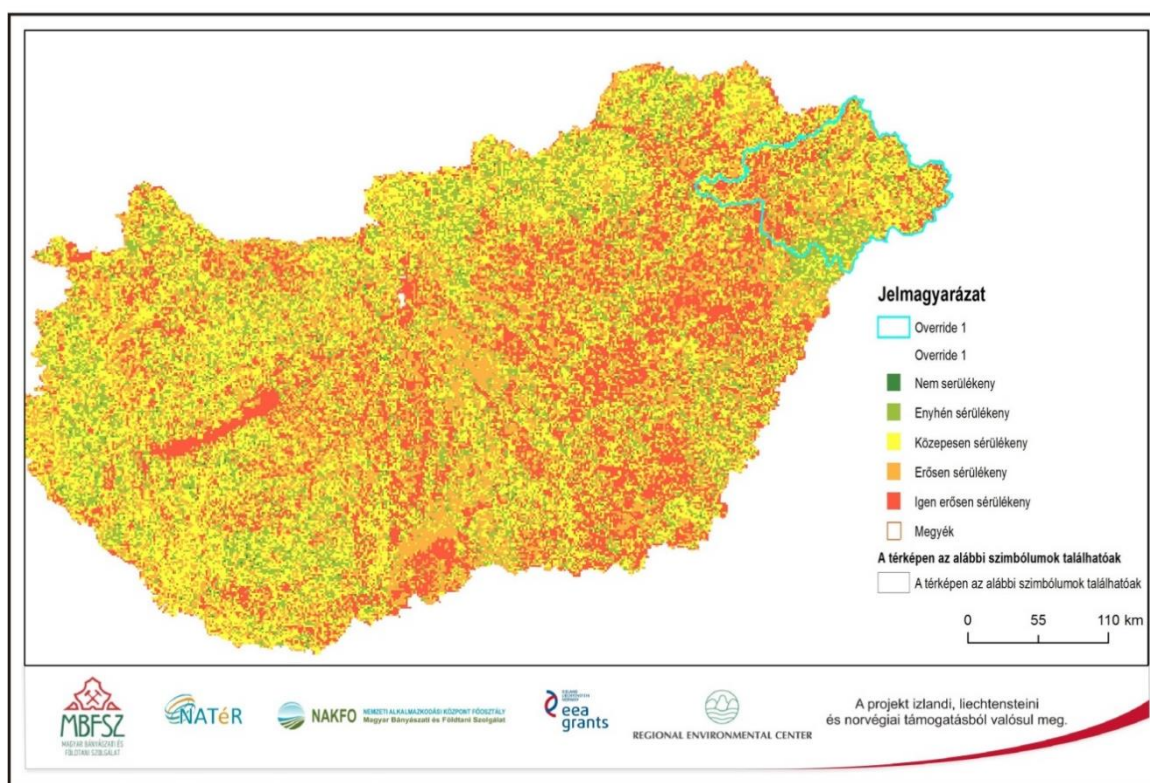 Jelmagyarázat
Override 1
Override 1
Nem serülékeny
Enyhén sérülékeny
Közepesen sérülékeny
Erősen sérülékeny
Igen erősen sérülékeny
Megyék
A térképen az alábbi szimbólumok találhatóak
A térképen az alábbi szimbólumok találhatóak
0 55 110 km
MBFSZ
MAGYAR BÁNYÁSZATI ÉS
FÖLDTANI SZOLGÁLAT
NATéR
NAKFO
NEMZETI ALKALMAZKODÁSI KÖZPONT FŐOSZTÁLY
Magyar Bányászati és Földtani Szolgálat
eea
grants
REGIONAL ENVIRONMENTAL CENTER
A projekt izlandi, liechtensteini
és norvégiai támogatásból valósul meg.